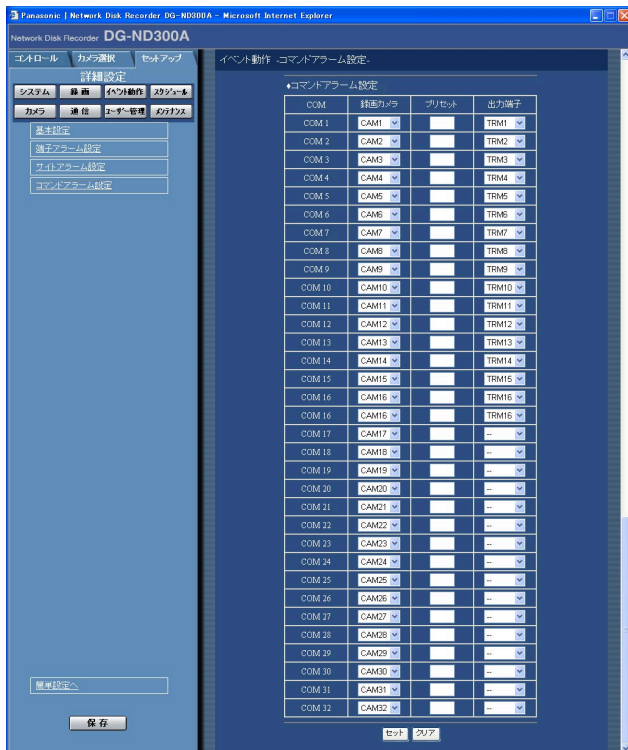 Panasonic | Network Disk Recorder DG-ND300A - Microsoft Internet Explorer
Network Disk Recorder DG-ND300A
コントロール カメラ選択 セットアップ
詳細設定
システム 録画 イベント動作 スケジュール
カメラ 通信 ユーザー管理 メンテナンス
基本設定
端子アラーム設定
サイトアラーム設定
コマンドアラーム設定
簡単設定へ
保存
イベント動作 -コマンドアラーム設定-
♦コマンドアラーム設定
COM 録画カメラ プリセット 出力端子
COM 1 CAM1 TRM1
COM 2 CAM2 TRM2
COM 3 CAM3 TRM3
COM 4 CAM4 TRM4
COM 5 CAM5 TRM5
COM 6 CAM6 TRM6
COM 7 CAM7 TRM7
COM 8 CAM8 TRM8
COM 9 CAM9 TRM9
COM 10 CAM10 TRM10
COM 11 CAM11 TRM11
COM 12 CAM12 TRM12
COM 13 CAM13 TRM13
COM 14 CAM14 TRM14
COM 15 CAM15 TRM15
COM 16 CAM16 TRM16
COM 16 CAM16 TRM16
COM 17 CAM17 --
COM 18 CAM18 --
COM 19 CAM19 --
COM 20 CAM20 --
COM 21 CAM21 --
COM 22 CAM22 --
COM 23 CAM23 --
COM 24 CAM24 --
COM 25 CAM25 --
COM 26 CAM26 --
COM 27 CAM27 --
COM 28 CAM28 --
COM 29 CAM29 --
COM 30 CAM30 --
COM 31 CAM31 --
COM 32 CAM32 --
セット クリア